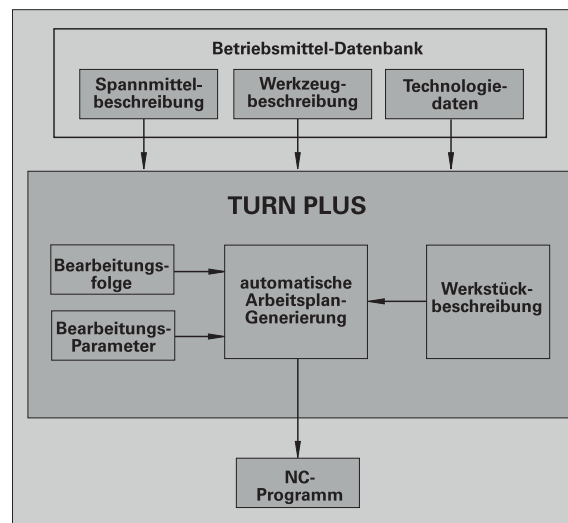 Betriebsmittel-Datenbank
Spannmittel-
beschreibung
Werkzeug-
beschreibung
Technologie-
daten
TURN PLUS
Bearbeitungs-
folge
Bearbeitungs-
Parameter
automatische
Arbeitsplan-
Generierung
Werkstück-
beschreibung
NC-
Programm